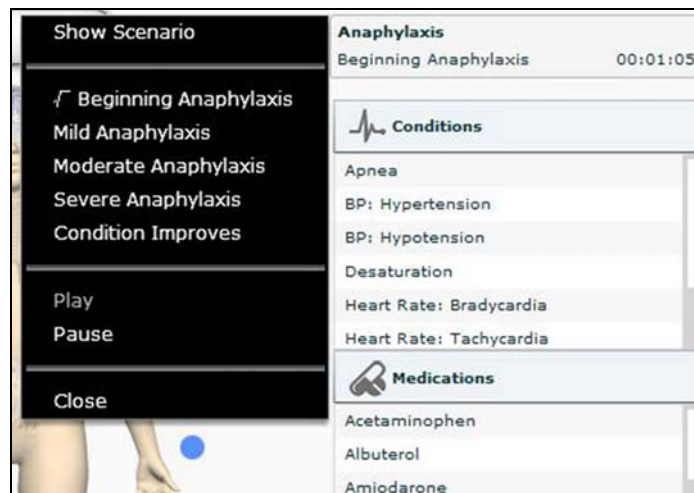 Show Scenario
√ Beginning Anaphylaxis
Mild Anaphylaxis
Moderate Anaphylaxis
Severe Anaphylaxis
Condition Improves
Play
Pause
Close
Anaphylaxis
Beginning Anaphylaxis 00:01:05
Conditions
Apnea
BP: Hypertension
BP: Hypotension
Desaturation
Heart Rate: Bradycardia
Heart Rate: Tachycardia
Medications
Acetaminophen
Albuterol
Amiodarone